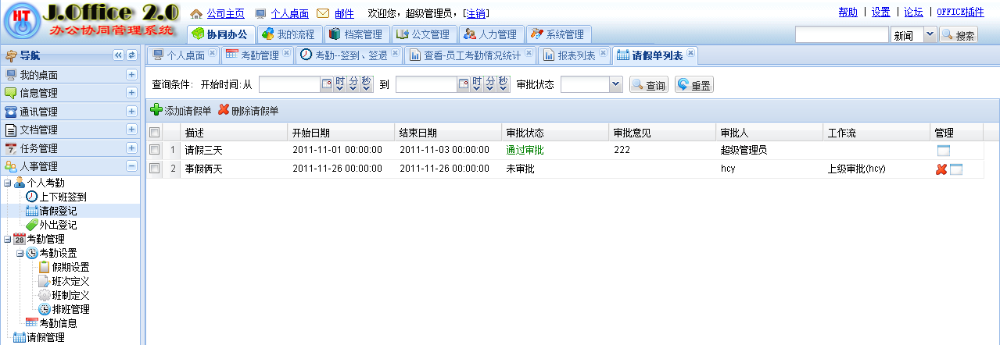 HT J.Office 2.0 公司主页 个人桌面 邮件 欢迎您，超级管理员，[注销] 帮助 | 设置 | 论坛 | OFFICE插件
办公协同管理系统 协同办公 我的流程 档案管理 公文管理 人力管理 系统管理 新闻 搜索
导航 个人桌面 考勤管理 考勤--签到、签退 查看-员工考勤情况统计 报表列表 请假单列表
我的桌面
信息管理
通讯管理
文档管理
任务管理
人事管理
个人考勤
上下班签到
请假登记
外出登记
28 考勤管理
考勤设置
假期设置
班次定义
班制定义
排班管理
考勤信息
请假管理
查询条件: 开始时间:从 时 分 秒 到 时 分 秒 审批状态 查询 重置
添加请假单 删除请假单
描述 开始日期 结束日期 审批状态 审批意见 审批人 工作流 管理
1 请假三天 2011-11-01 00:00:00 2011-11-03 00:00:00 通过审批 222 超级管理员
2 事假俩天 2011-11-26 00:00:00 2011-11-26 00:00:00 未审批 hcy 上级审批(hcy)